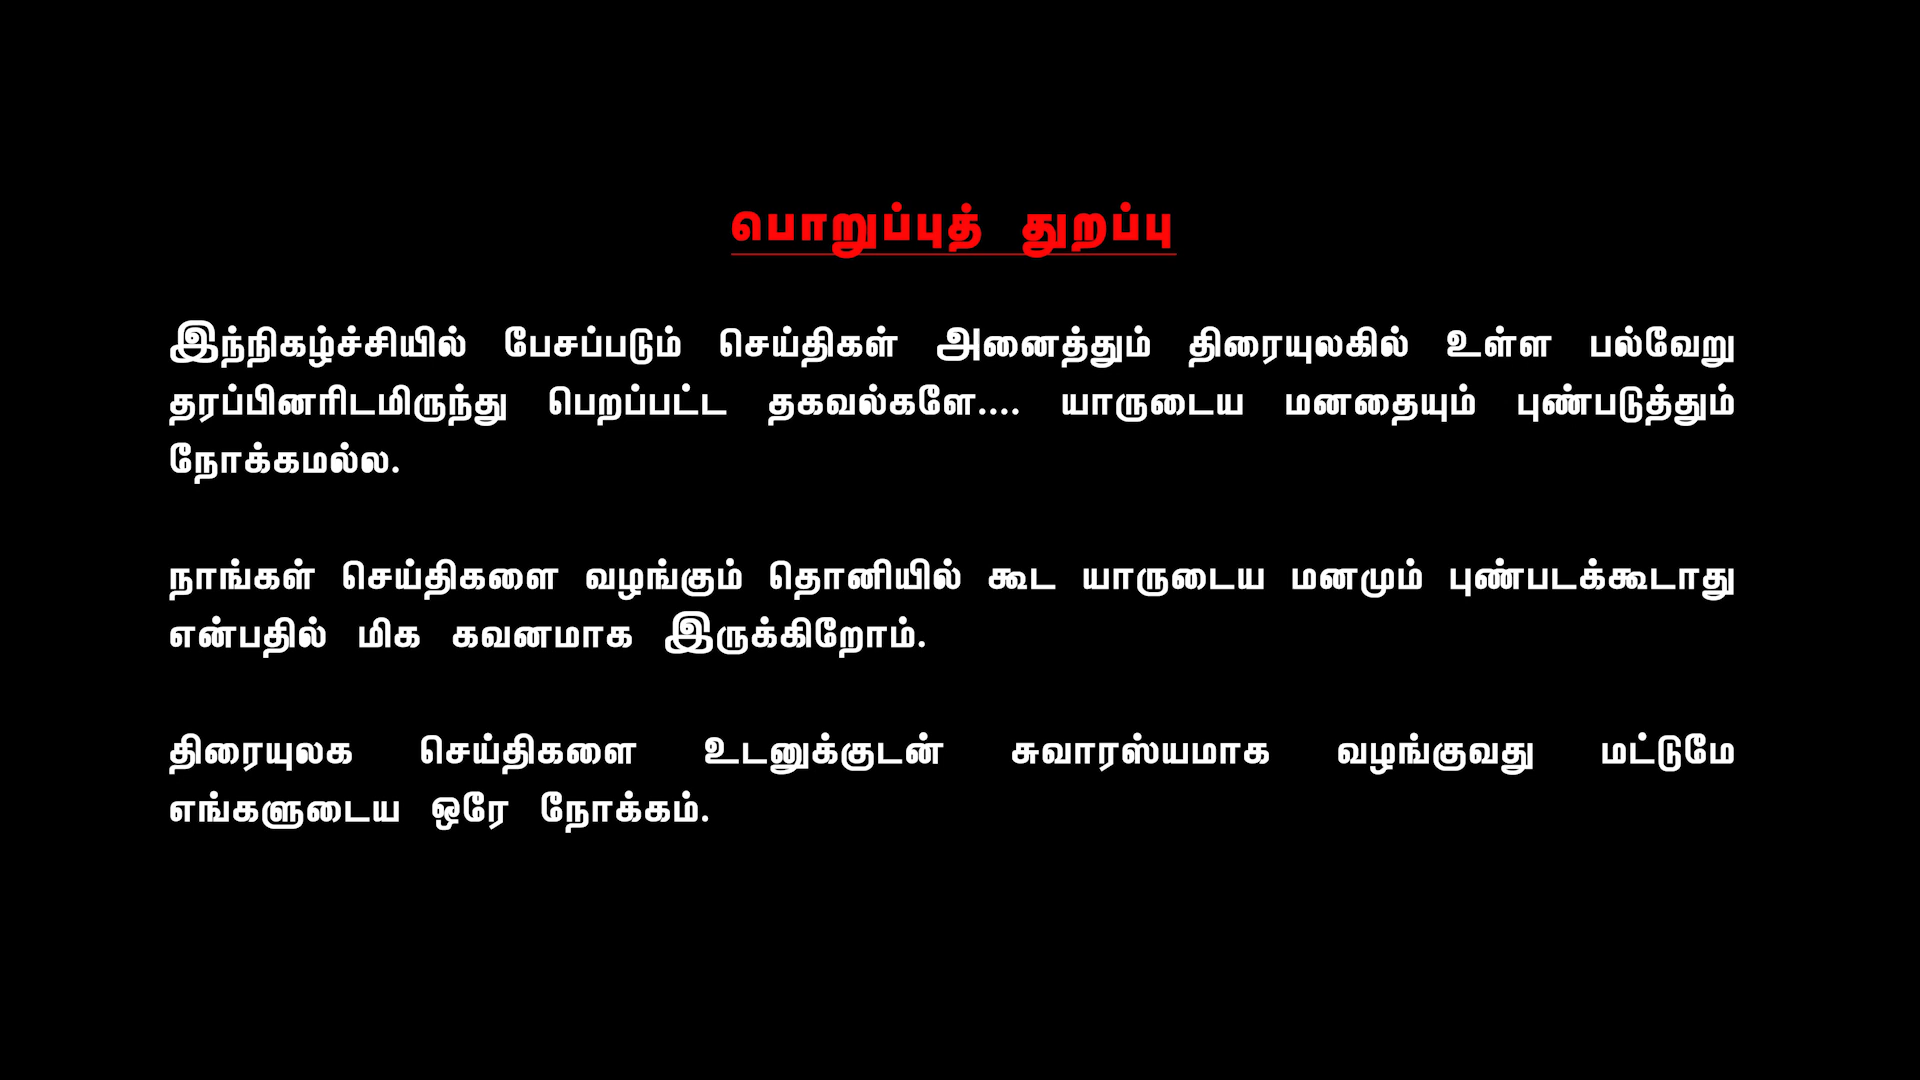 பொறுப்புத் துறப்பு
இந்நிகழ்ச்சியில் பேசப்படும் செய்திகள் அனைத்தும் திரையுலகில் உள்ள பல்வேறு
தரப்பினரிடமிருந்து பெறப்பட்ட தகவல்களே.... யாருடைய மனதையும் புண்படுத்தும்
நோக்கமல்ல.
நாங்கள் செய்திகளை வழங்கும் தொனியில் கூட யாருடைய மனமும் புண்படக்கூடாது
என்பதில் மிக கவனமாக இருக்கிறோம்.
திரையுலக செய்திகளை உடனுக்குடன் சுவாரஸ்யமாக வழங்குவது மட்டுமே
எங்களுடைய ஒரே நோக்கம்.